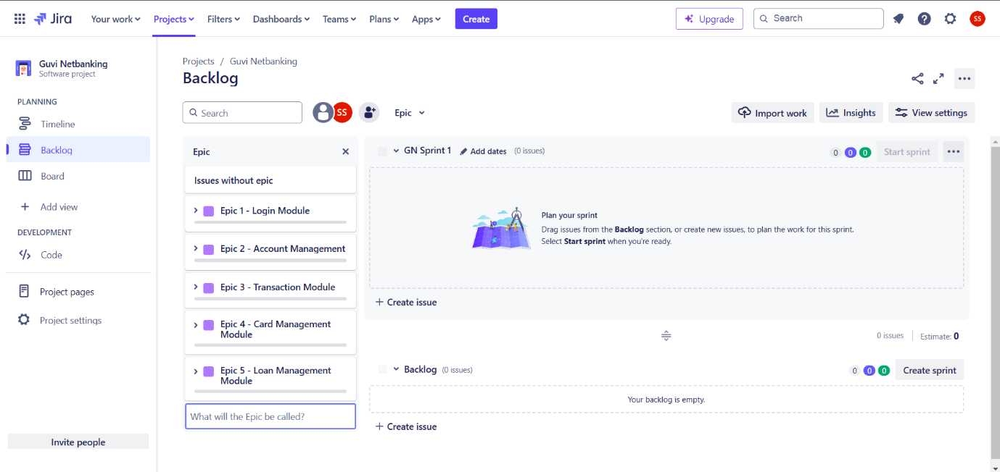 Jira
Your work
Projects
Filters
Dashboards
Teams
Plans
Apps
Create
Upgrade
Search
SS
Guvi Netbanking
Software project
PLANNING
Timeline
Backlog
Board
Add view
DEVELOPMENT
Code
Project pages
Project settings
Invite people
Projects / Guvi Netbanking
Backlog
Search
SS
Epic
Import work
Insights
View settings
Epic
Issues without epic
Epic 1 - Login Module
Epic 2 - Account Management
Epic 3 - Transaction Module
Epic 4 - Card Management
Module
Epic 5 - Loan Management
Module
What will the Epic be called?
GN Sprint 1 Add dates (0 issues)
0 0 0 Start sprint
Plan your sprint
Drag issues from the Backlog section, or create new issues, to plan the work for this sprint.
Select Start sprint when you're ready.
+ Create issue
0 issues Estimate: 0
Backlog (0 issues)
0 0 0 Create sprint
Your backlog is empty.
+ Create issue